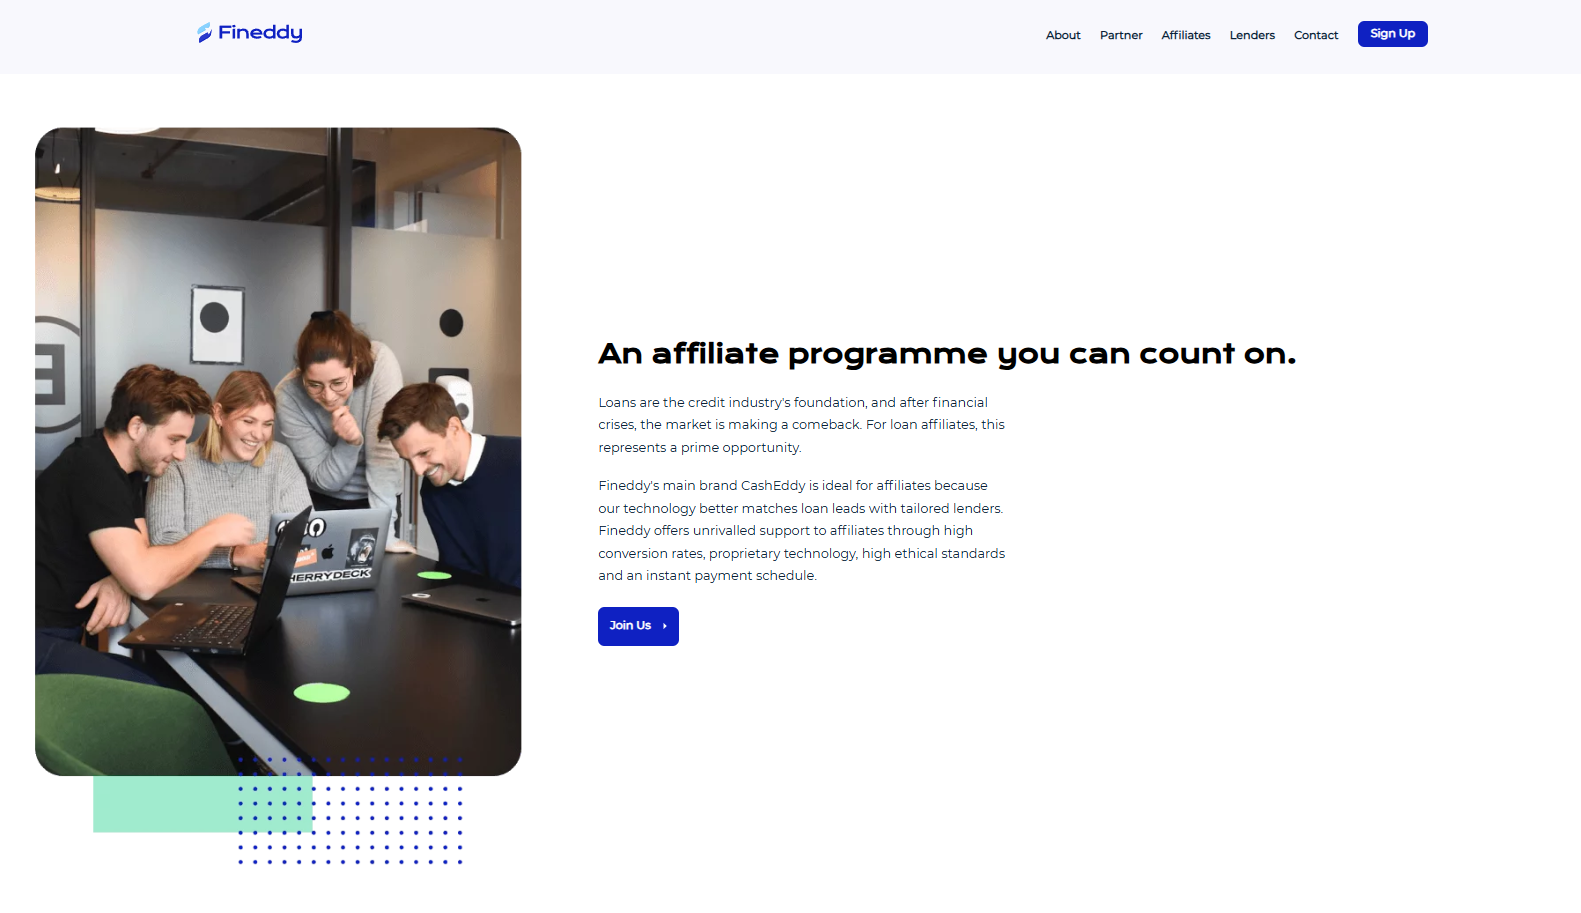 Fineddy
About
Partner
Affiliates
Lenders
Contact
Sign Up
An affiliate programme you can count on.
Loans are the credit industry's foundation, and after financial
crises, the market is making a comeback. For loan affiliates, this
represents a prime opportunity.
Fineddy's main brand CashEddy is ideal for affiliates because
our technology better matches loan leads with tailored lenders.
Fineddy offers unrivalled support to affiliates through high
conversion rates, proprietary technology, high ethical standards
and an instant payment schedule.
Join Us
HERRYDECK